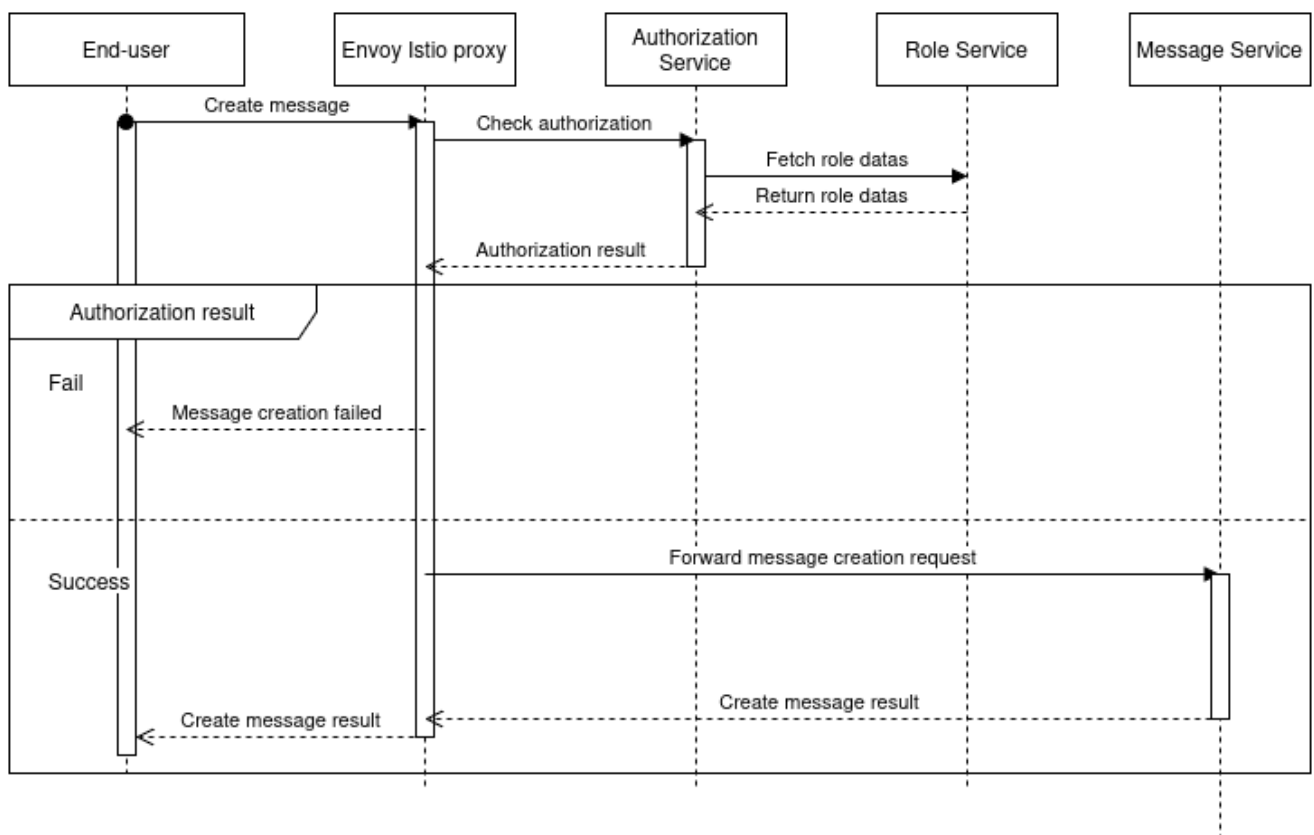 End-user
Envoy Istio proxy
Authorization
Service
Role Service
Message Service
Create message
Check authorization
Fetch role datas
Return role datas
Authorization result
Authorization result
Fail
Message creation failed
Forward message creation request
Success
Create message result
Create message result